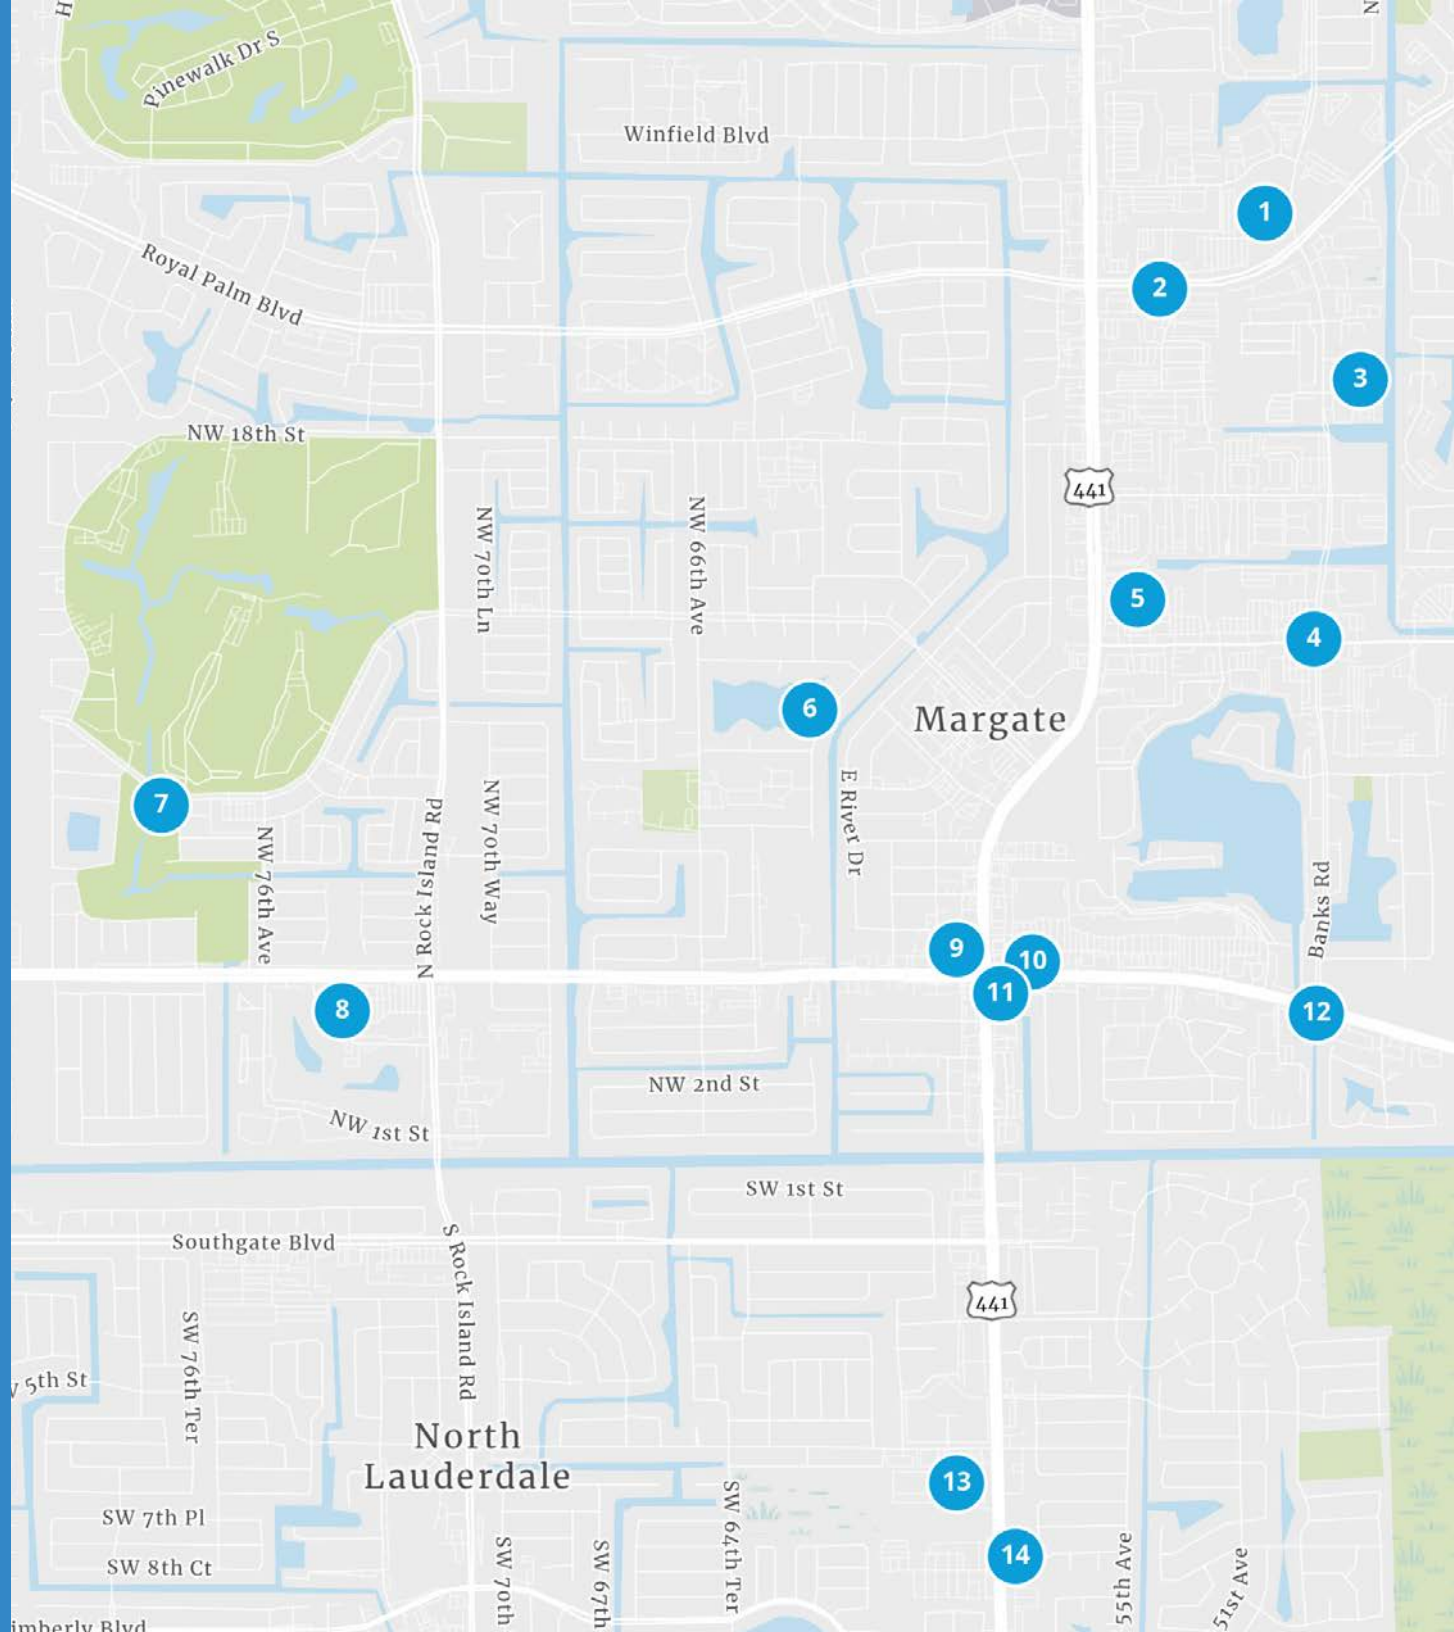 H
Pinewalk Dr S
N
Winfield Blvd
1
Royal Palm Blvd
2
3
NW 18th St
441
NW 70th Ln
NW 66th Ave
5
4
6
Margate
7
E River Dr
NW 76th Ave
N Rock Island Rd
NW 70th Way
Banks Rd
9
10
11
8
12
NW 2nd St
NW 1st St
SW 1st St
Southgate Blvd
S Rock Island Rd
441
SW 76th Ter
5th St
North
Lauderdale
13
SW 7th Pl
SW 64th Ter
14
SW 8th Ct
SW 70th
SW 67th
55th Ave
51st Ave
imberly Blvd